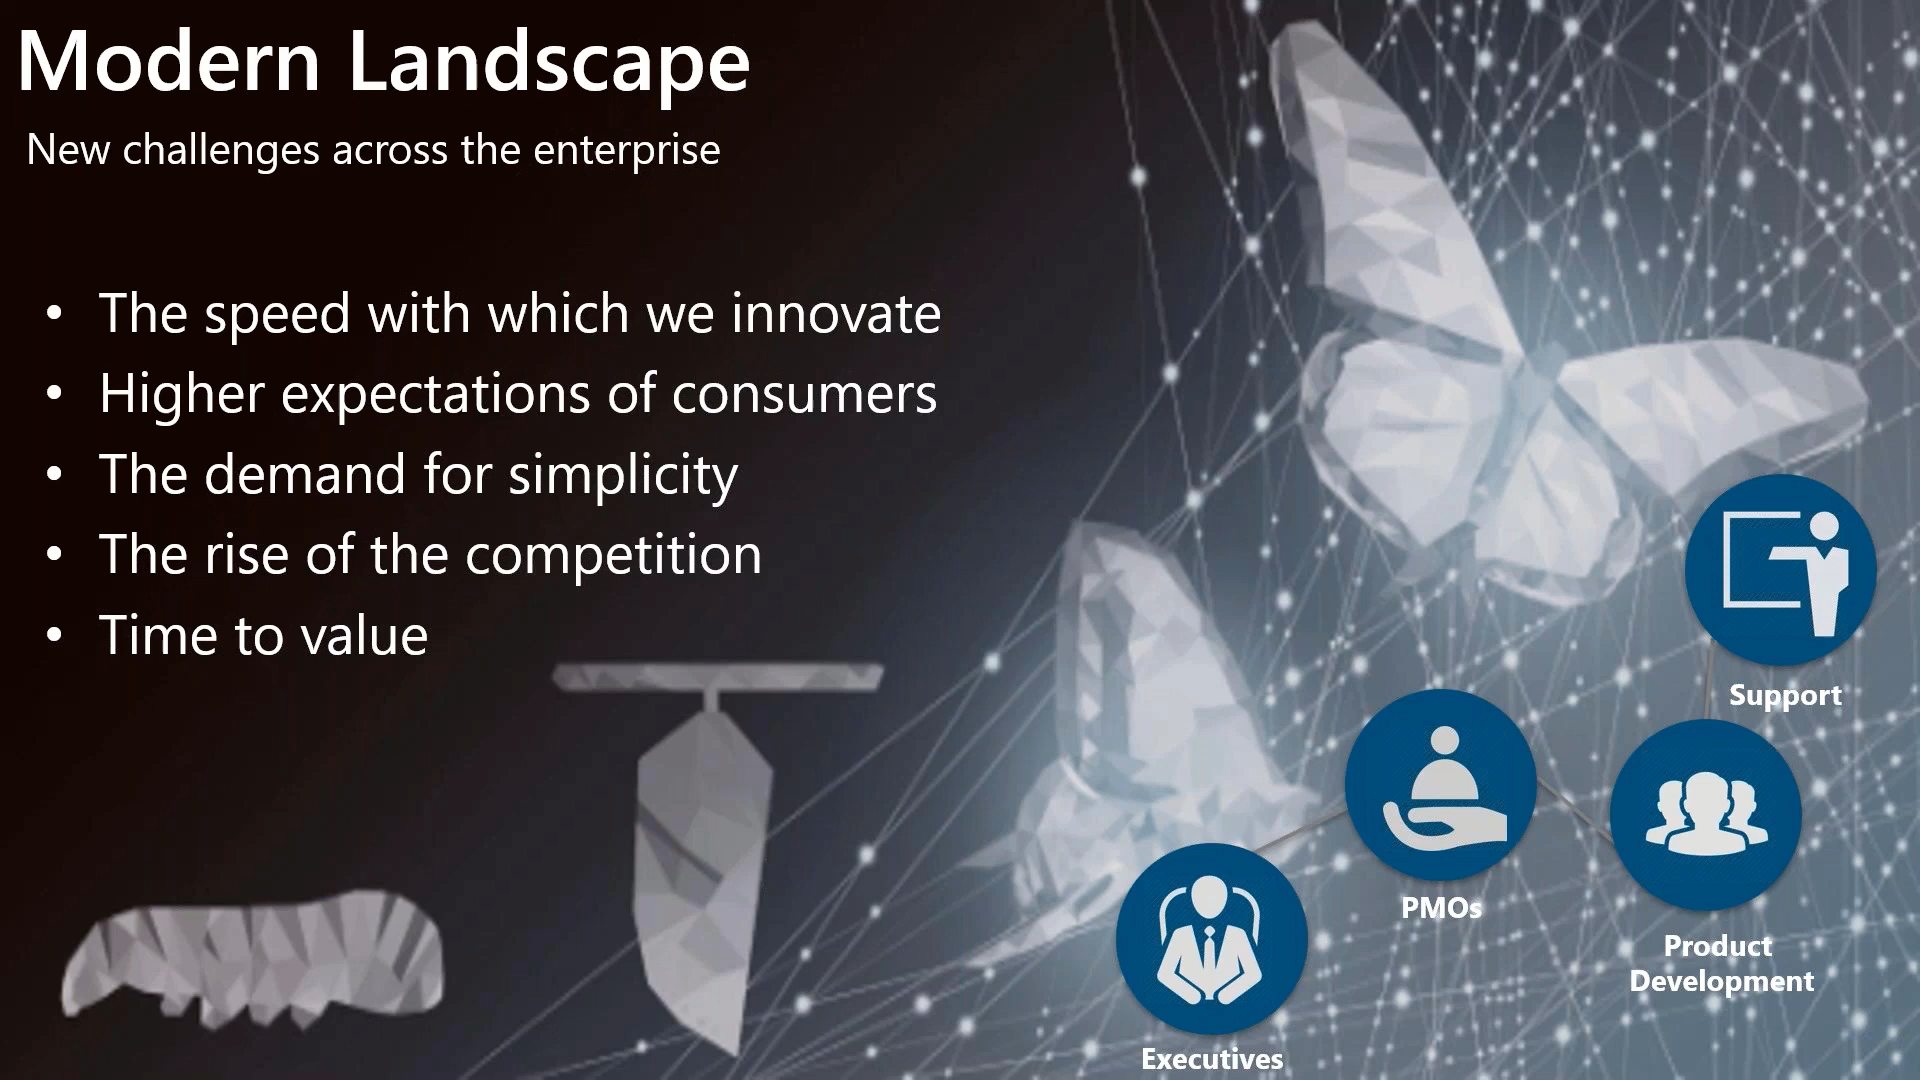 Modern Landscape
New challenges across the enterprise
• The speed with which we innovate
• Higher expectations of consumers
• The demand for simplicity
• The rise of the competition
• Time to value
Support
PMOs
Product
Development
Executives